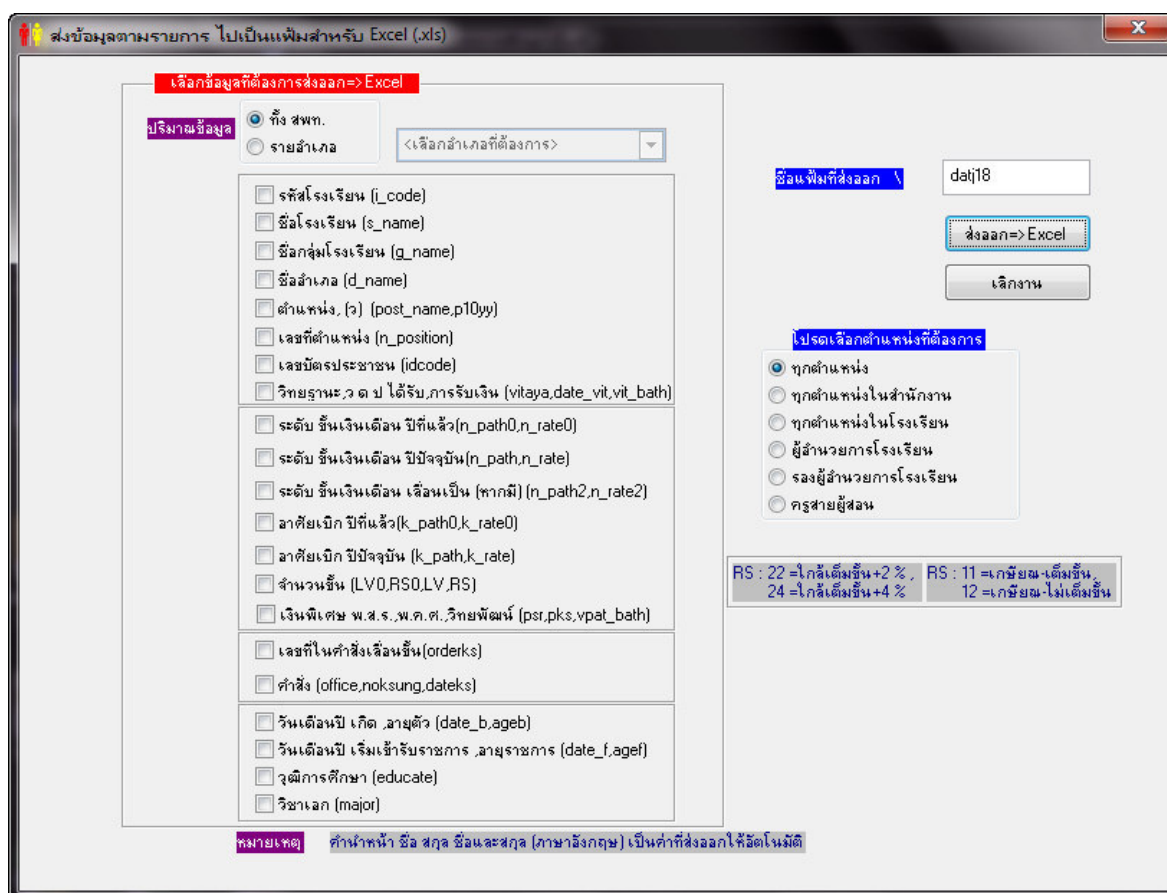 ส่งข้อมูลตามรายการ ไปเป็นแฟ้มสำหรับ Excel (.xls)
เลือกข้อมูลที่ต้องการส่งออก=>Excel
ปริมาณข้อมูล
ทั้ง สพท.
รายอำเภอ
<เลือกอำเภอที่ต้องการ>
รหัสโรงเรียน (i_code)
ชื่อโรงเรียน (s_name)
ชื่อกลุ่มโรงเรียน (g_name)
ชื่ออำเภอ (d_name)
ตำแหน่ง, (ว) (post_name,p10yy)
เลขที่ตำแหน่ง (n_position)
เลขบัตรประชาชน (idcode)
วิทยฐานะ,ว ด ป ได้รับ,การรับเงิน (vitaya,date_vit,vit_bath)
ระดับ ขั้นเงินเดือน ปีที่แล้ว(n_path0,n_rate0)
ระดับ ขั้นเงินเดือน ปีปัจจุบัน(n_path,n_rate)
ระดับ ขั้นเงินเดือน เลื่อนเป็น (หากมี) (n_path2,n_rate2)
อาศัยเบิก ปีที่แล้ว(k_path0,k_rate0)
อาศัยเบิก ปีปัจจุบัน (k_path,k_rate)
จำนวนขั้น (LV0,RS0,LV,RS)
เงินพิเศษ พ.ส.ร.,พ.ค.ศ.,วิทยพัฒน์ (psr,pks,vpat_bath)
เลขที่ในคำสั่งเลื่อนขั้น(orderks)
คำสั่ง (office,noksung,dateks)
วันเดือนปี เกิด ,อายุตัว (date_b,ageb)
วันเดือนปี เริ่มเข้ารับราชการ ,อายุราชการ (date_f,agef)
วุฒิการศึกษา (educate)
วิชาเอก (major)
ชื่อแฟ้มที่ส่งออก \
datj18
ส่งออก=>Excel
เลิกงาน
โปรดเลือกตำแหน่งที่ต้องการ
ทุกตำแหน่ง
ทุกตำแหน่งในสำนักงาน
ทุกตำแหน่งในโรงเรียน
ผู้อำนวยการโรงเรียน
รองผู้อำนวยการโรงเรียน
ครูสายผู้สอน
RS : 22 =ใกล้เต็มขั้น+2 % ,
24 =ใกล้เต็มขั้น+4 %
RS : 11 =เกษียณ-เต็มขั้น,
12 =เกษียณ-ไม่เต็มขั้น
หมายเหตุ คำนำหน้า ชื่อ สกุล ชื่อและสกุล (ภาษาอังกฤษ) เป็นค่าที่ส่งออกให้อัตโนมัติ